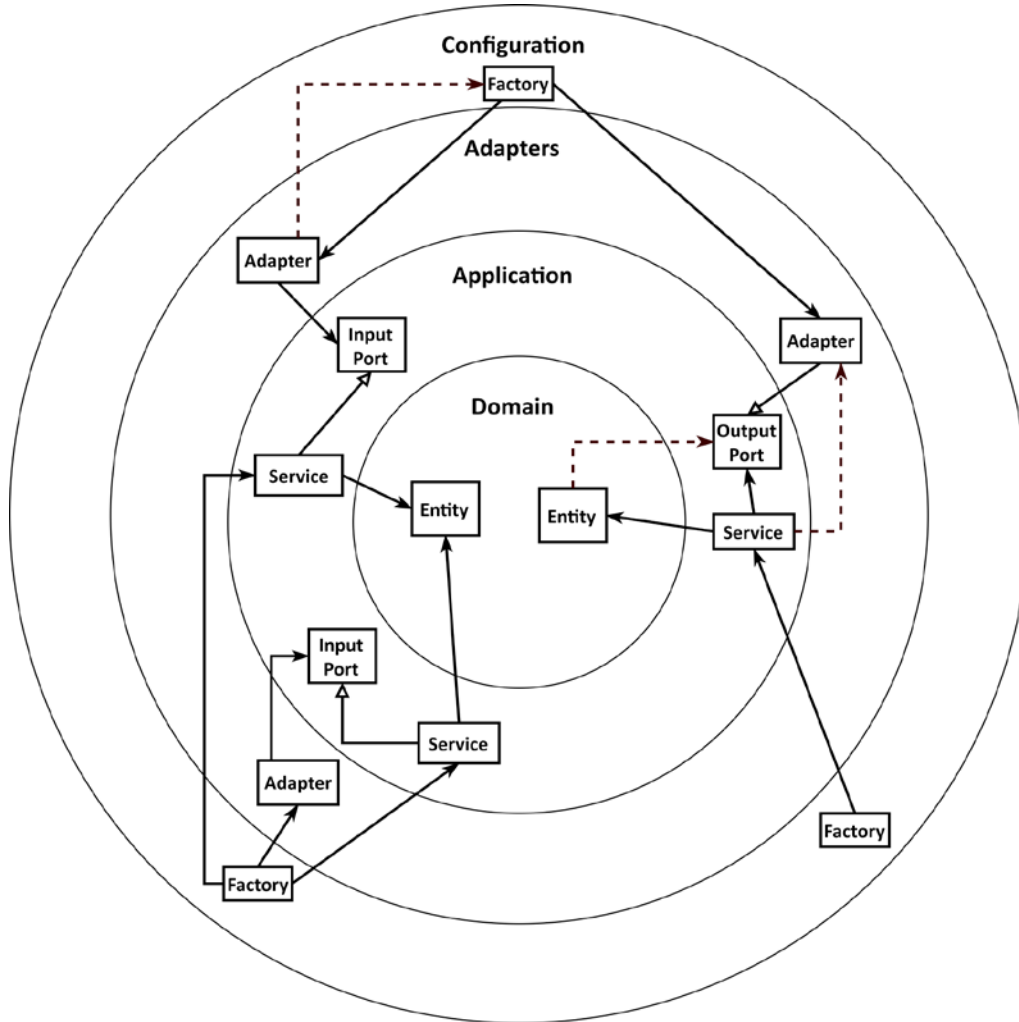 Configuration
Factory
Adapters
Adapter
Application
Input
Port
Adapter
Domain
Output
Port
Service
Entity
Entity
Service
Input
Port
Service
Adapter
Factory
Factory